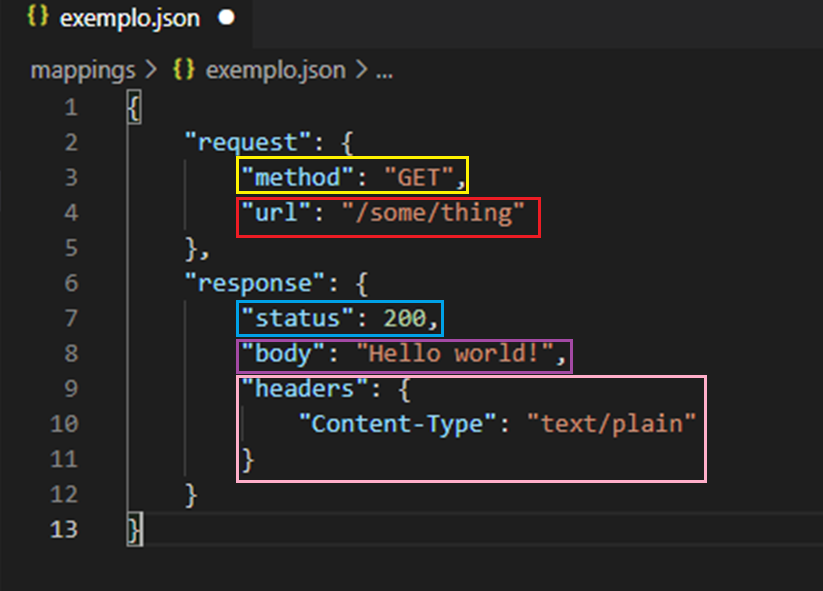 {} exemplo.json ●
mappings > {} exemplo.json > ...
1 {
2     "request": {
3         "method": "GET",
4         "url": "/some/thing"
5     },
6     "response": {
7         "status": 200,
8         "body": "Hello world!",
9         "headers": {
10             "Content-Type": "text/plain"
11         }
12     }
13 }